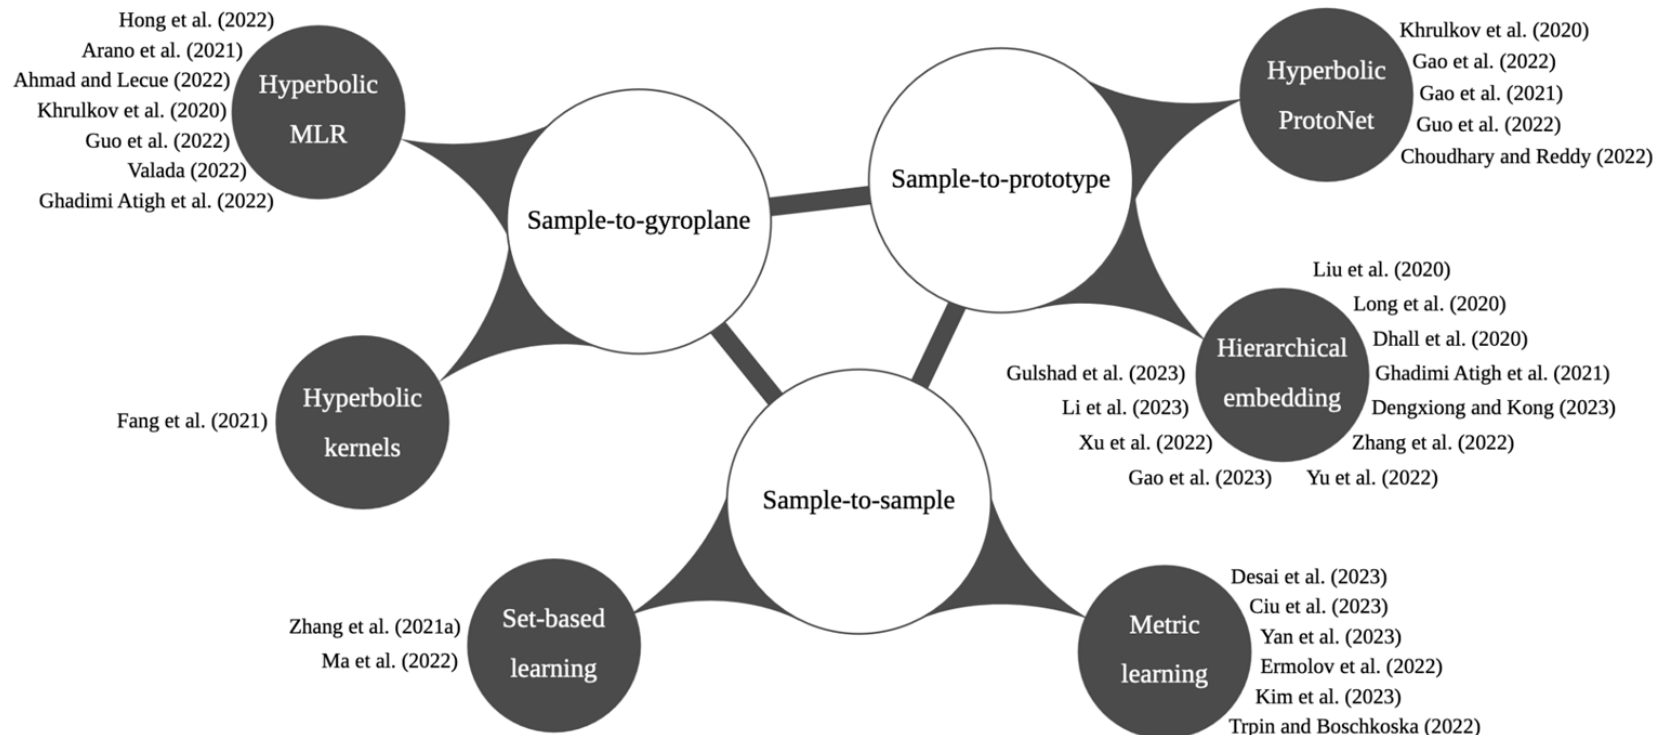 Hong et al. (2022)
Arano et al. (2021)
Ahmad and Lecue (2022)
Khrulkov et al. (2020)
Guo et al. (2022)
Valada (2022)
Ghadimi Atigh et al. (2022)
Hyperbolic
MLR
Sample-to-gyroplane
Fang et al. (2021)
Hyperbolic
kernels
Sample-to-prototype
Hyperbolic
ProtoNet
Khrulkov et al. (2020)
Gao et al. (2022)
Gao et al. (2021)
Guo et al. (2022)
Choudhary and Reddy (2022)
Hierarchical
embedding
Liu et al. (2020)
Long et al. (2020)
Dhall et al. (2020)
Ghadimi Atigh et al. (2021)
Dengxiong and Kong (2023)
Zhang et al. (2022)
Yu et al. (2022)
Gulshad et al. (2023)
Li et al. (2023)
Xu et al. (2022)
Gao et al. (2023)
Sample-to-sample
Zhang et al. (2021a)
Ma et al. (2022)
Set-based
learning
Metric
learning
Desai et al. (2023)
Ciu et al. (2023)
Yan et al. (2023)
Ermolov et al. (2022)
Kim et al. (2023)
Trpin and Boschkoska (2022)